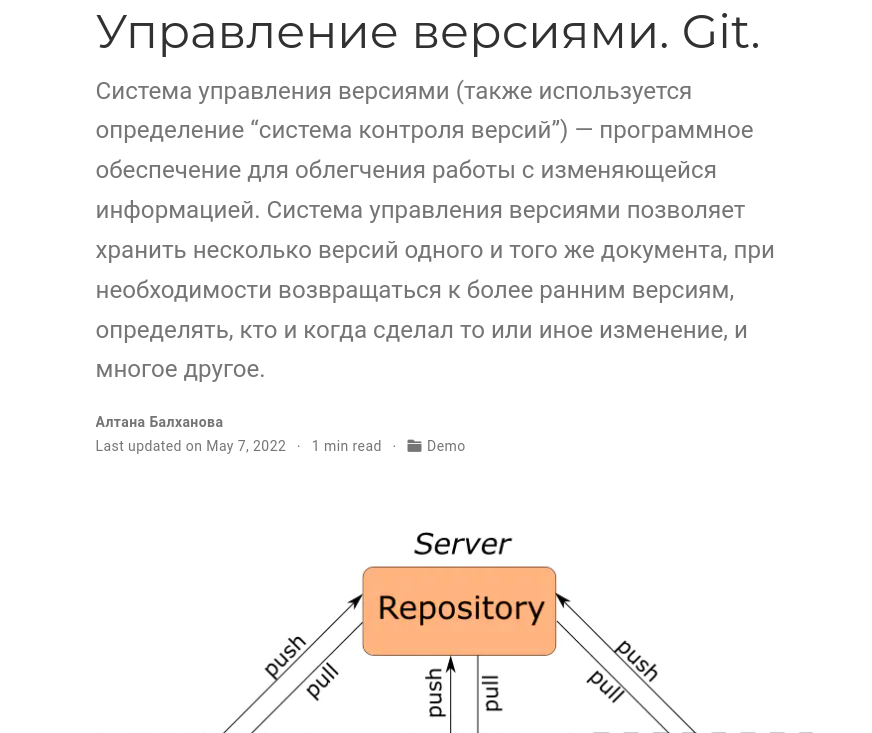 Управление версиями. Git.
Система управления версиями (также используется
определение “система контроля версий”) — программное
обеспечение для облегчения работы с изменяющейся
информацией. Система управления версиями позволяет
хранить несколько версий одного и того же документа, при
необходимости возвращаться к более ранним версиям,
определять, кто и когда сделал то или иное изменение, и
многое другое.
Алтана Балханова
Last updated on May 7, 2022 · 1 min read · Demo
Server
Repository
push
pull
push
pull
push
pull